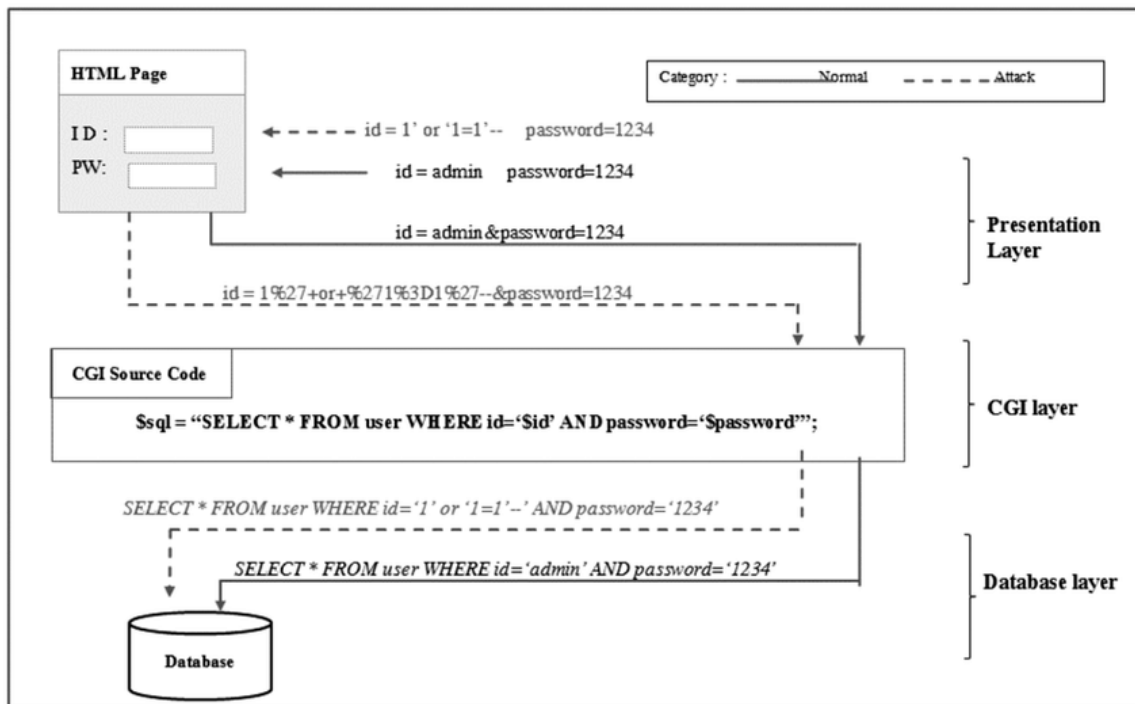 HTML Page
Category : Normal Attack
I D :
id = 1’ or ‘1=1’-- password=1234
PW:
id = admin password=1234
id = admin&password=1234
Presentation
Layer
id = 1%27+or+%271%3D1%27--&password=1234
CGI Source Code
$sql = “SELECT * FROM user WHERE id=‘$id’ AND password=‘$password’”;
CGI layer
SELECT * FROM user WHERE id=‘1’ or ‘1=1’--’ AND password=‘1234’
SELECT * FROM user WHERE id=‘admin’ AND password=‘1234’
Database layer
Database